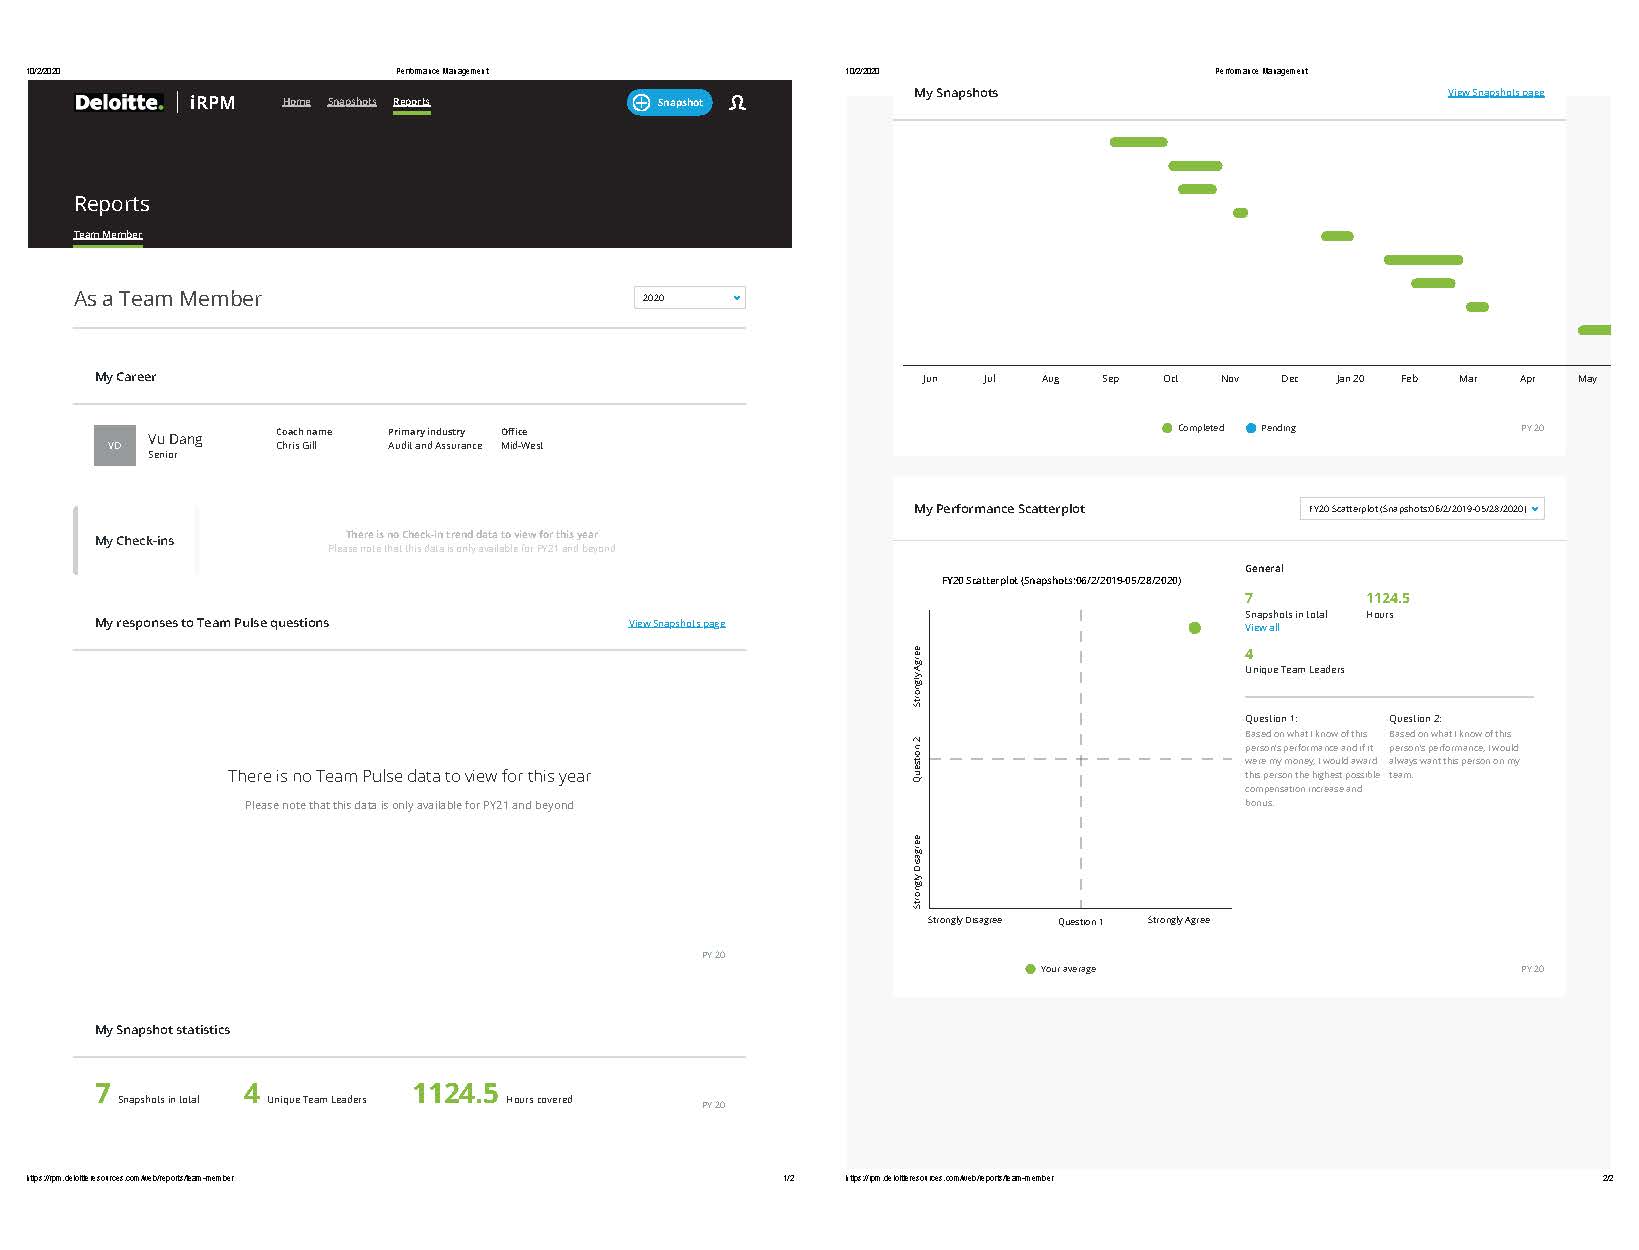 10/2/2020 Performance Management
Deloitte. iRPM Home Snapshots Reports Snapshot
Reports
Team Member
As a Team Member 2020
My Career
VD
Vu Dang
Senior
Coach name
Chris Gill
Primary industry
Audit and Assurance
Office
Mid-West
My Check-ins
There is no Check-in trend data to view for this year
Please note that this data is only available for PY21 and beyond
My responses to Team Pulse questions View Snapshots page
There is no Team Pulse data to view for this year
Please note that this data is only available for PY21 and beyond
PY 20
My Snapshot statistics
7 Snapshots in total 4 Unique Team Leaders 1124.5 Hours covered
PY 20
https://rpm.deloitteresources.com/web/reports/team-member 1/2
10/2/2020 Performance Management
My Snapshots View Snapshots page
Jun Jul Aug Sep Oct Nov Dec Jan 20 Feb Mar Apr May
Completed Pending PY 20
My Performance Scatterplot FY20 Scatterplot (Snapshots:06/2/2019-05/28/2020)
FY20 Scatterplot (Snapshots:06/2/2019-05/28/2020)
Strongly Agree
Question 2
Strongly Disagree
Strongly Disagree Question 1 Strongly Agree
Your average
General
7
Snapshots in total
View all
1124.5
Hours
4
Unique Team Leaders
Question 1:
Based on what I know of this
person's performance and if it
were my money, I would award
this person the highest possible
compensation increase and
bonus.
Question 2:
Based on what I know of this
person's performance, I would
always want this person on my
team.
PY 20
https://rpm.deloitteresources.com/web/reports/team-member 2/2